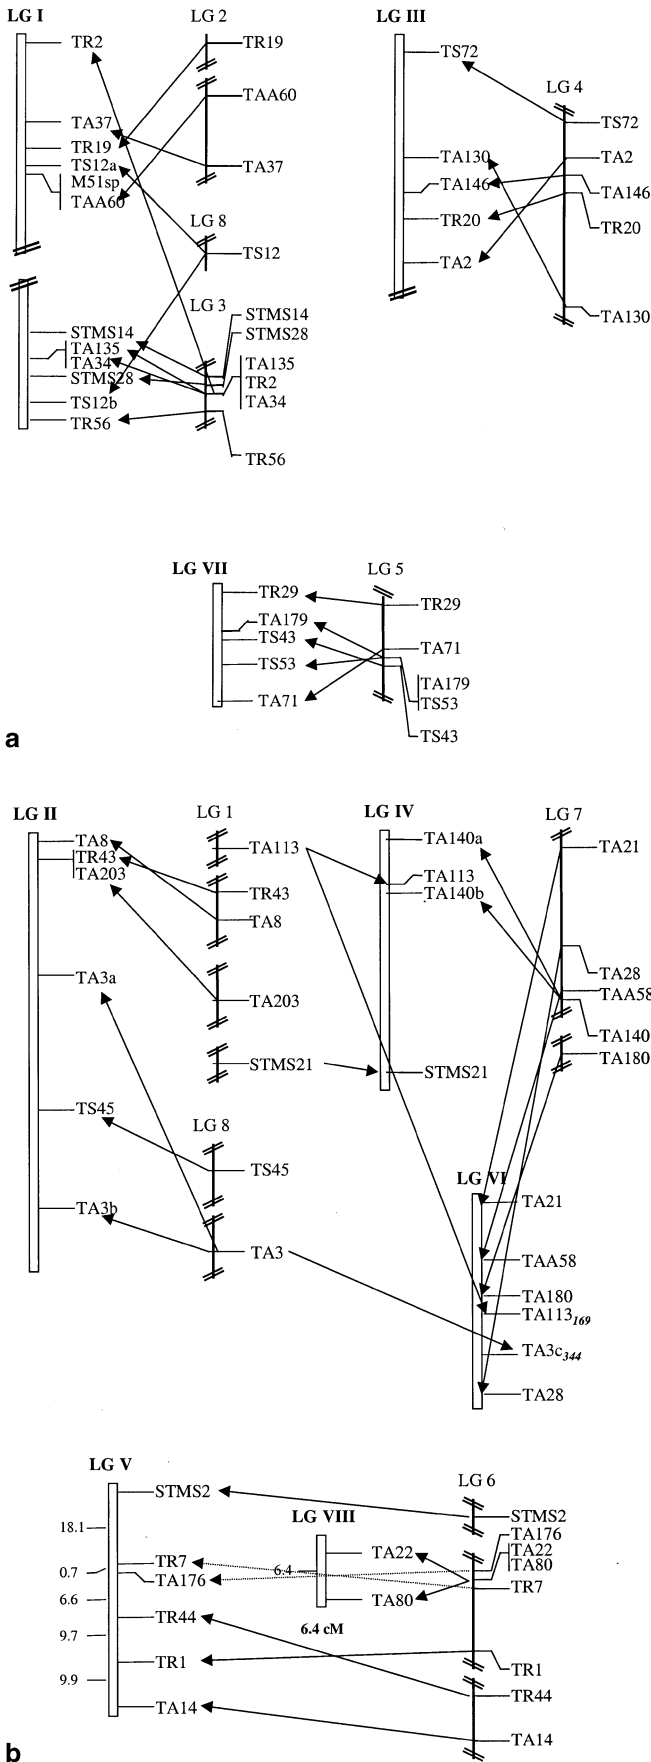 LG I
LG 2
TR2
TR19
TAA60
TA37
TR19
TS12a
M51sp
TAA60
TA37
LG 8
TS12
LG 3
STMS14
STMS28
STMS14
TA135
TA34
STMS28
TS12b
TR56
TA135
TR2
TA34
TR56
LG III
TS72
LG 4
TS72
TA130
TA146
TR20
TA2
TA2
TA146
TR20
TA130
LG VII
LG 5
TR29
TA179
TS43
TS53
TA71
TR29
TA71
TA179
TS53
TS43
a
LG II
LG 1
TA8
TR43
TA203
TA3a
TS45
TA3b
TA113
TR43
TA8
TA203
STMS21
LG 8
TS45
TA3
LG IV
LG 7
TA140a
TA113
TA140b
STMS21
TA21
TA28
TAA58
TA140
TA180
LG VI
TA21
TAA58
TA180
TA113169
TA3c344
TA28
LG V
LG 6
STMS2
18.1
TR7
0.7
TA176
6.6
TR44
9.7
TR1
9.9
TA14
LG VIII
TA22
6.4
TA80
6.4 cM
STMS2
TA176
TA22
TA80
TR7
TR1
TR44
TA14
b